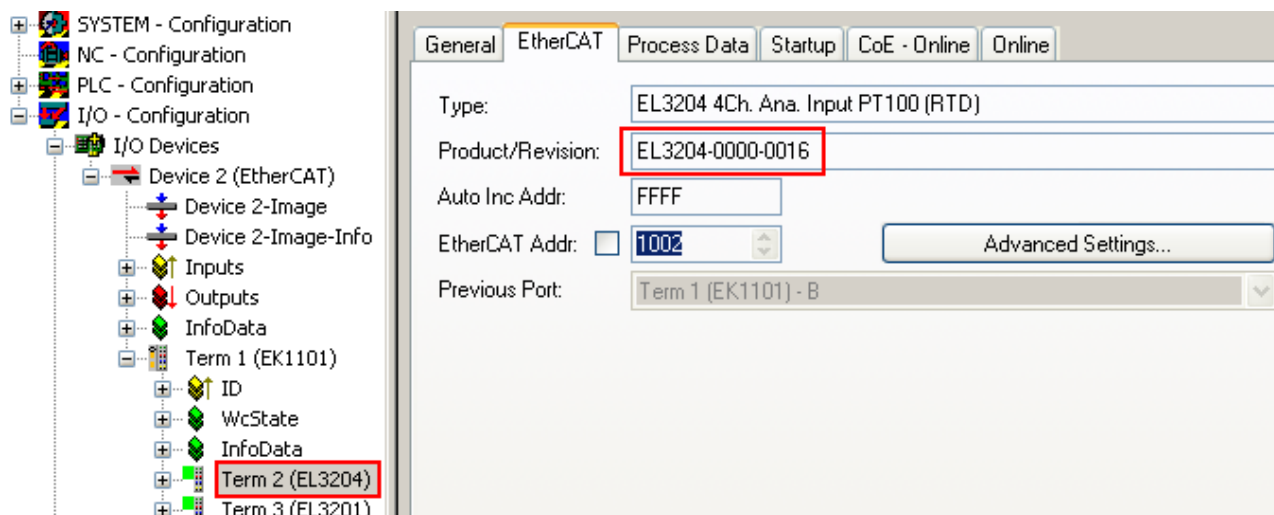 SYSTEM - Configuration
NC - Configuration
PLC - Configuration
I/O - Configuration
I/O Devices
Device 2 (EtherCAT)
Device 2-Image
Device 2-Image-Info
Inputs
Outputs
InfoData
Term 1 (EK1101)
ID
WcState
InfoData
Term 2 (EL3204)
Term 3 (EL3201)
General EtherCAT Process Data Startup CoE - Online Online
Type: EL3204 4Ch. Ana. Input PT100 (RTD)
Product/Revision: EL3204-0000-0016
Auto Inc Addr: FFFF
EtherCAT Addr: 1002 Advanced Settings...
Previous Port: Term 1 (EK1101) - B